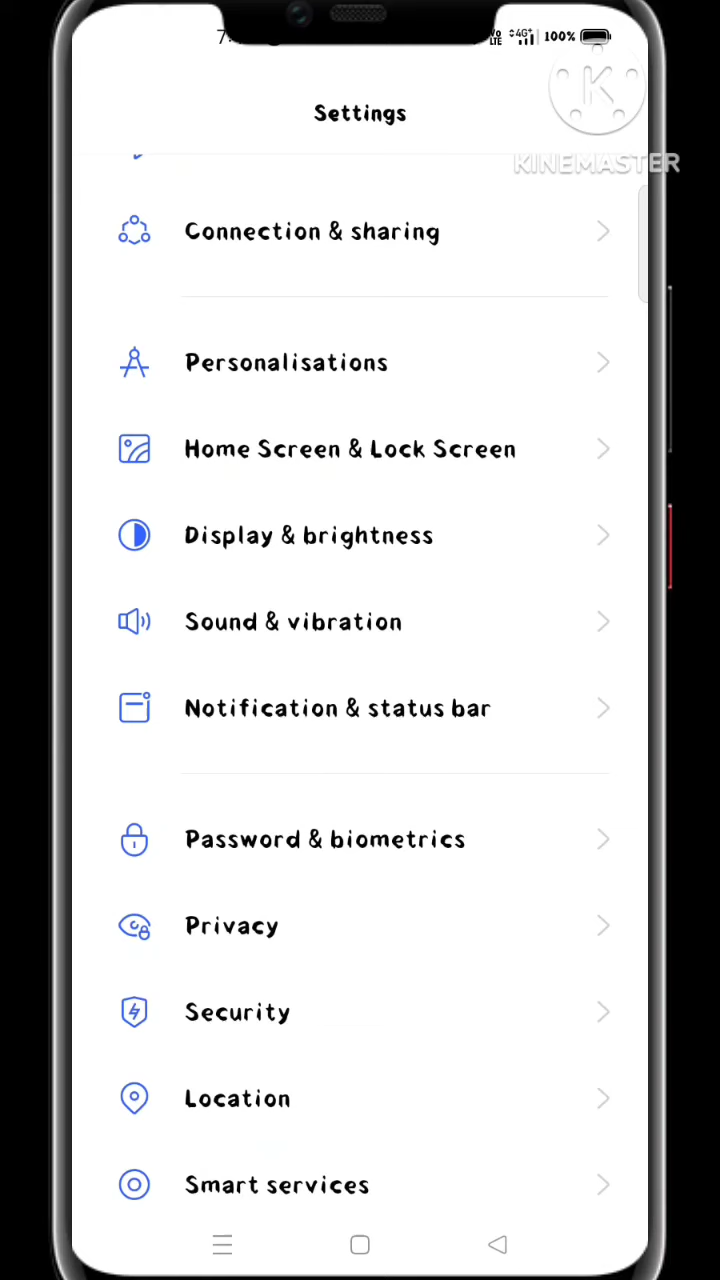 4G+ 100%
Settings
K
KINEMASTER
Connection & sharing
Personalisations
Home Screen & Lock Screen
Display & brightness
Sound & vibration
Notification & status bar
Password & biometrics
Privacy
Security
Location
Smart services